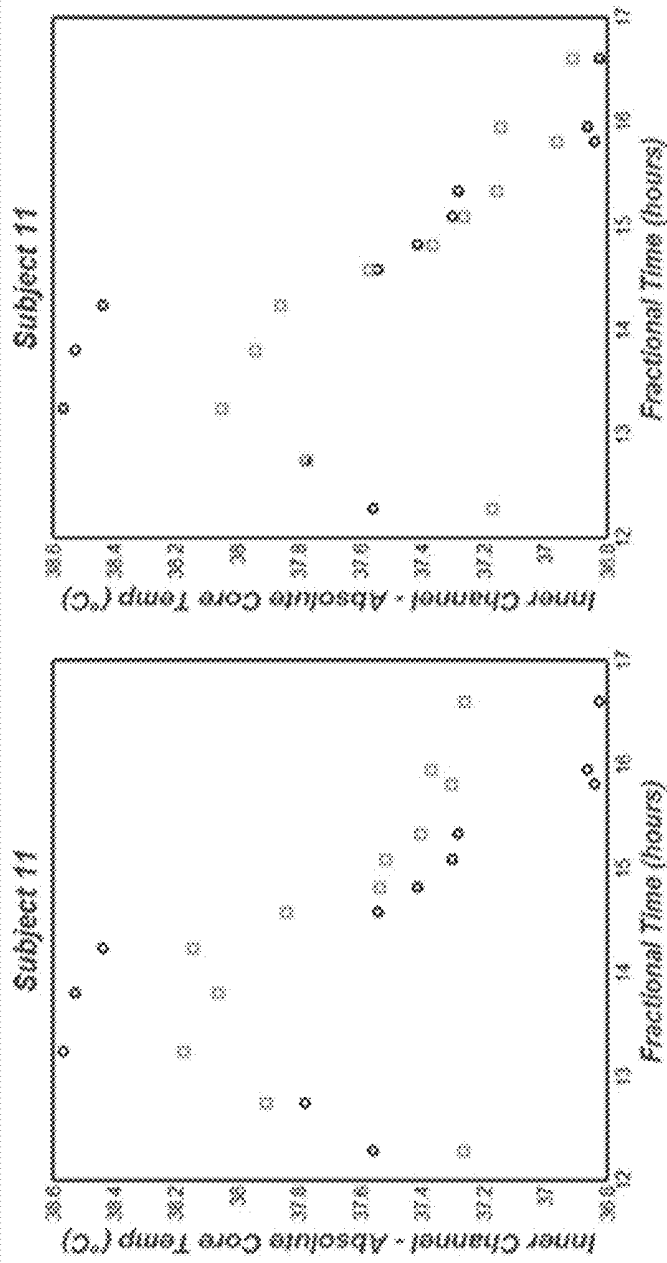 Subject 11
Inner Channel - Absolute Core Temp (°C)
38.6
38.4
38.2
38
37.8
37.6
37.4
37.2
37
36.8
12 13 14 15 16 17
Fractional Time (hours)
Subject 11
Inner Channel - Absolute Core Temp (°C)
38.6
38.4
38.2
38
37.8
37.6
37.4
37.2
37
36.8
12 13 14 15 16 17
Fractional Time (hours)